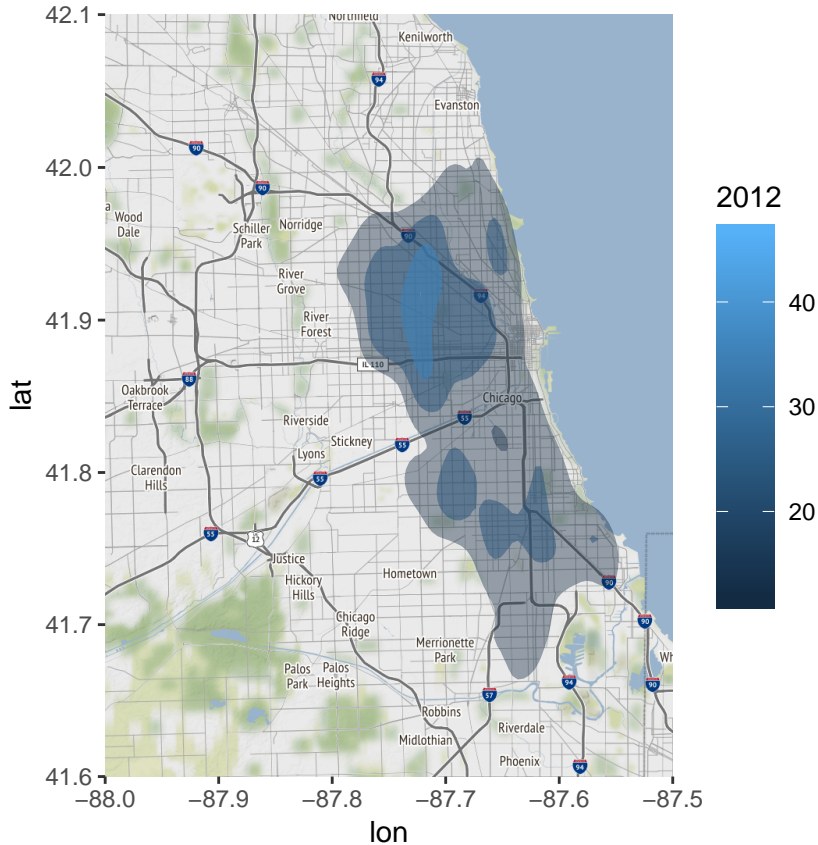 42.1
42.0
41.9
41.8
41.7
41.6
−88.0
−87.9
−87.8
−87.7
−87.6
−87.5
lat
lon
Northfield
Kenilworth
94
Evanston
90
90
a
Wood
Dale
Schiller
Park
Norridge
90
River
Grove
94
River
Forest
IL 110
88
Oakbrook
Terrace
Chicago
Riverside
55
Stickney
55
Lyons
Clarendon
Hills
55
55
12
Justice
Hometown
Hickory
Hills
90
Chicago
Ridge
90
Merrionette
Park
Wh
Palos
Park
Palos
Heights
94
90
57
Robbins
Riverdale
Midlothian
Phoenix
94
2012
40
30
20